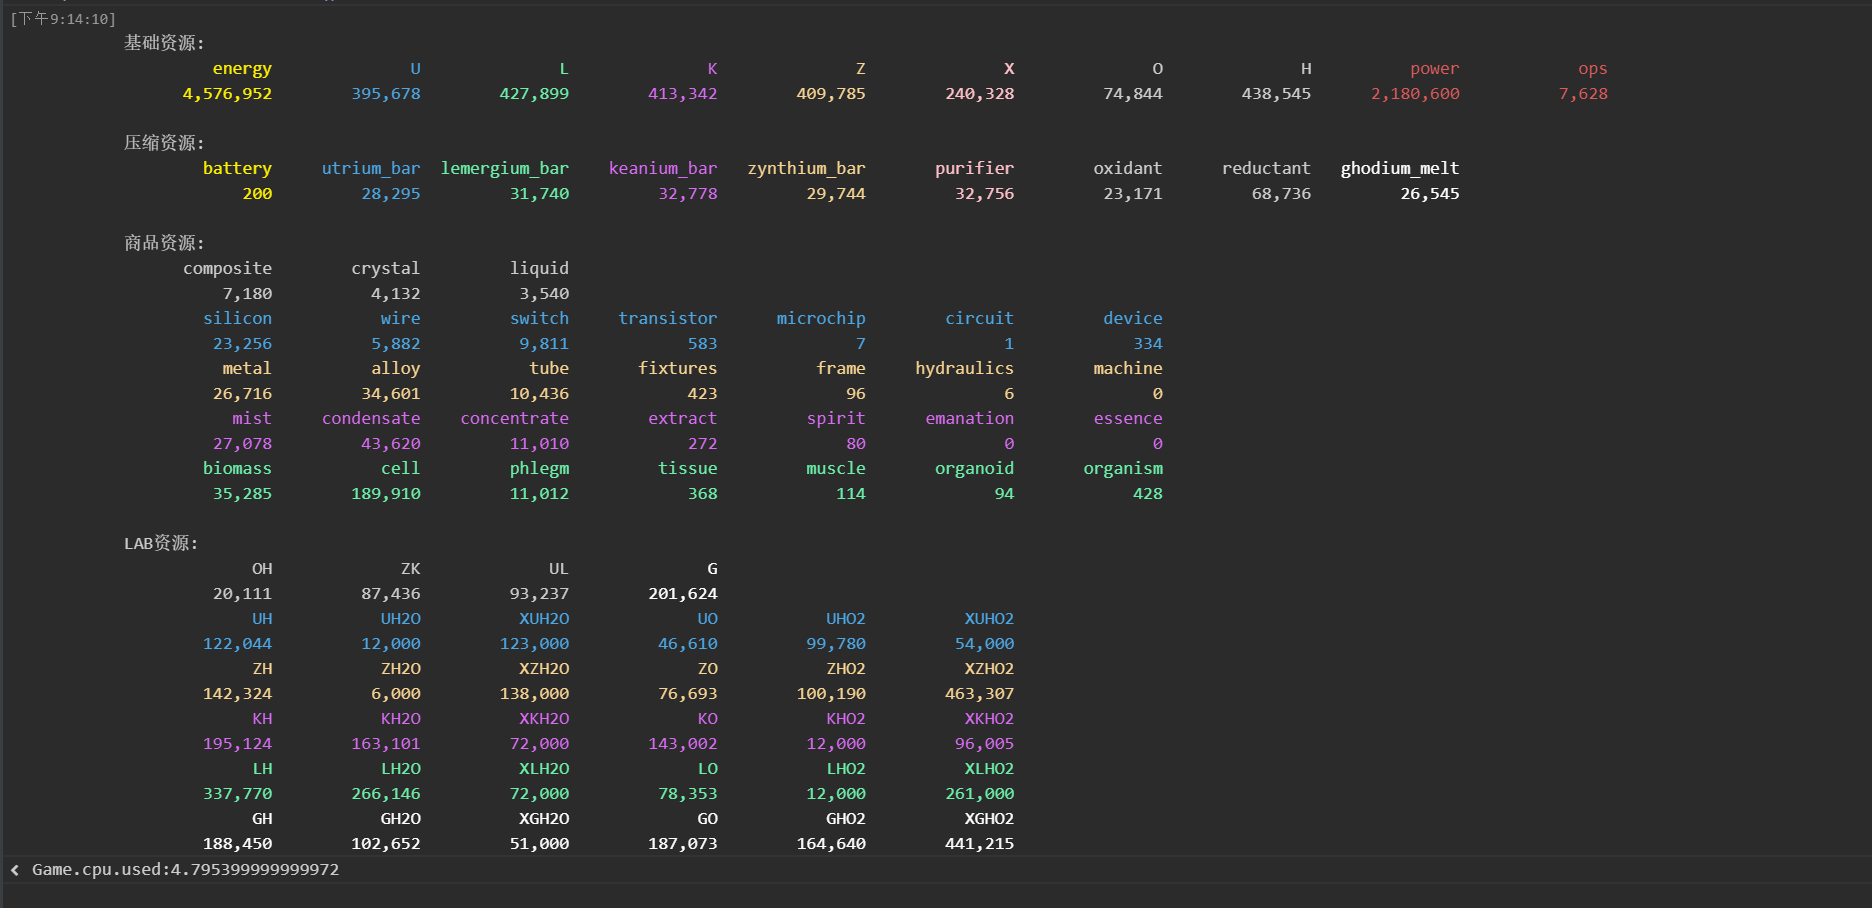 [下午9:14:10]
基础资源:
energy U L K Z X O H power ops
4,576,952 395,678 427,899 413,342 409,785 240,328 74,844 438,545 2,180,600 7,628
压缩资源:
battery utrium_bar lemergium_bar keanium_bar zynthium_bar purifier oxidant reductant ghodium_melt
200 28,295 31,740 32,778 29,744 32,756 23,171 68,736 26,545
商品资源:
composite crystal liquid
7,180 4,132 3,540
silicon wire switch transistor microchip circuit device
23,256 5,882 9,811 583 7 1 334
metal alloy tube fixtures frame hydraulics machine
26,716 34,601 10,436 423 96 6 0
mist condensate concentrate extract spirit emanation essence
27,078 43,620 11,010 272 80 0 0
biomass cell phlegm tissue muscle organoid organism
35,285 189,910 11,012 368 114 94 428
LAB资源:
OH ZK UL G
20,111 87,436 93,237 201,624
UH UH2O XUH2O UO UHO2 XUHO2
122,044 12,000 123,000 46,610 99,780 54,000
ZH ZH2O XZH2O ZO ZHO2 XZHO2
142,324 6,000 138,000 76,693 100,190 463,307
KH KH2O XKH2O KO KHO2 XKHO2
195,124 163,101 72,000 143,002 12,000 96,005
LH LH2O XLH2O LO LHO2 XLHO2
337,770 266,146 72,000 78,353 12,000 261,000
GH GH2O XGH2O GO GHO2 XGHO2
188,450 102,652 51,000 187,073 164,640 441,215
Game.cpu.used:4.795399999999972